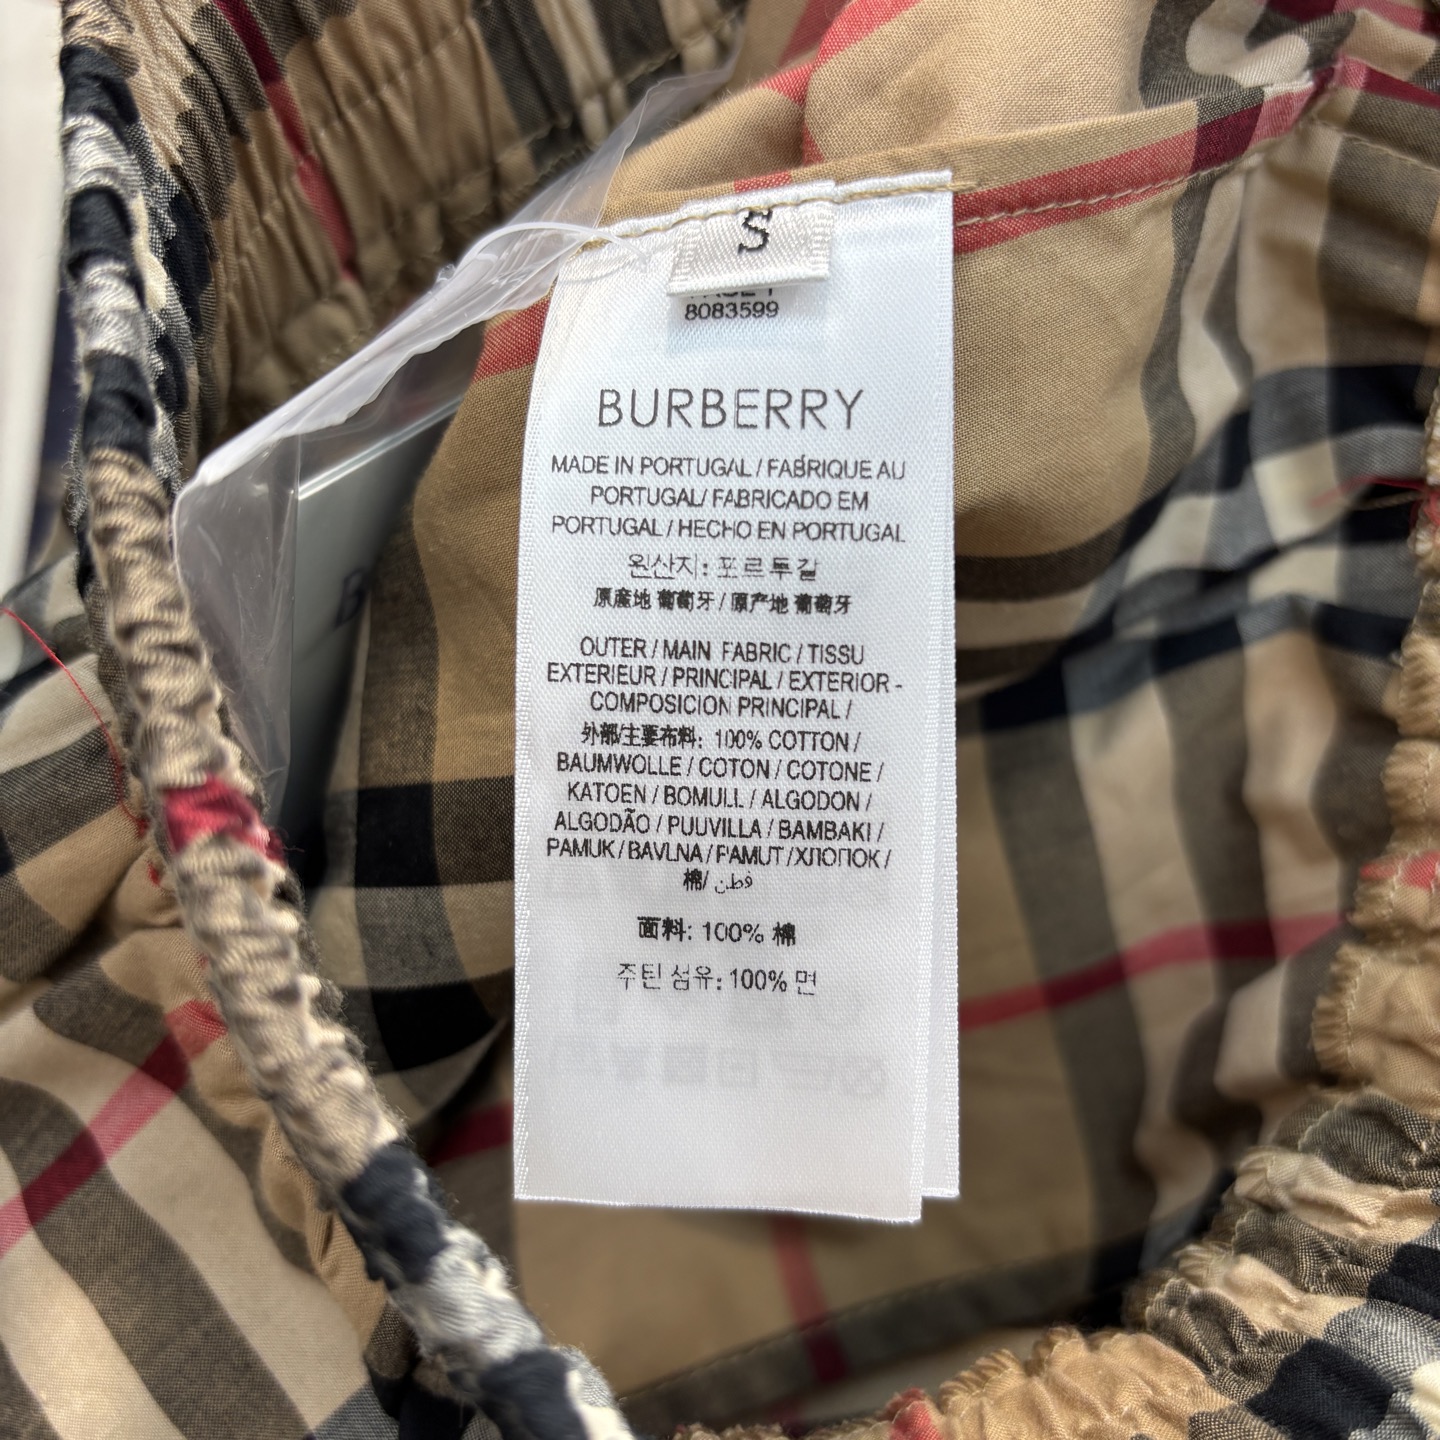 S
8083599
BURBERRY
MADE IN PORTUGAL / FABRIQUE AU
PORTUGAL/ FABRICADO EM
PORTUGAL / HECHO EN PORTUGAL
원산지: 포르투갈
原產地 葡萄牙 / 原产地 葡萄牙
OUTER / MAIN FABRIC / TISSU
EXTERIEUR / PRINCIPAL / EXTERIOR -
COMPOSICION PRINCIPAL /
外部/主要布料: 100% COTTON /
BAUMWOLLE / COTON / COTONE /
KATOEN / BOMULL / ALGODON /
ALGODÃO / PUUVILLA / BAMBAKI /
PAMUK / BAVLNA / PAMUT / ХЛОПОК /
棉/ قطن
面料: 100% 棉
주틴 섬유: 100% 면